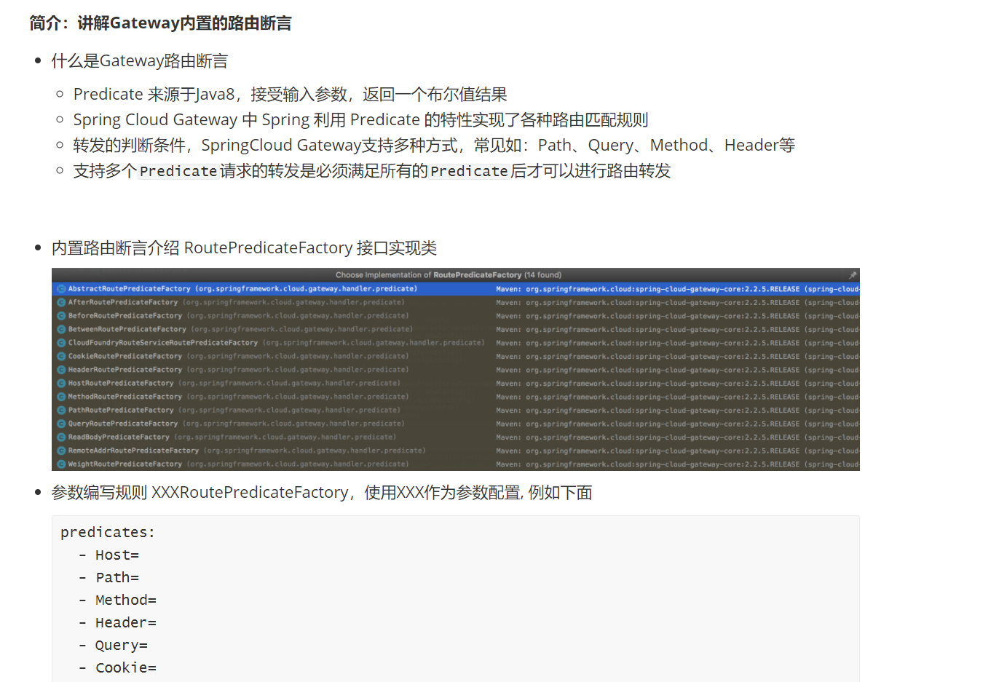 简介：讲解Gateway内置的路由断言
什么是Gateway路由断言
Predicate 来源于Java8，接受输入参数，返回一个布尔值结果
Spring Cloud Gateway 中 Spring 利用 Predicate 的特性实现了各种路由匹配规则
转发的判断条件，SpringCloud Gateway支持多种方式，常见如：Path、Query、Method、Header等
支持多个Predicate请求的转发是必须满足所有的Predicate后才可以进行路由转发
内置路由断言介绍 RoutePredicateFactory 接口实现类
Choose Implementation of RoutePredicateFactory (14 found)
AbstractRoutePredicateFactory (org.springframework.cloud.gateway.handler.predicate) Maven: org.springframework.cloud:spring-cloud-gateway-core:2.2.5.RELEASE (spring-cloud-
AfterRoutePredicateFactory (org.springframework.cloud.gateway.handler.predicate) Maven: org.springframework.cloud:spring-cloud-gateway-core:2.2.5.RELEASE (spring-cloud-
BeforeRoutePredicateFactory (org.springframework.cloud.gateway.handler.predicate) Maven: org.springframework.cloud:spring-cloud-gateway-core:2.2.5.RELEASE (spring-cloud-
BetweenRoutePredicateFactory (org.springframework.cloud.gateway.handler.predicate) Maven: org.springframework.cloud:spring-cloud-gateway-core:2.2.5.RELEASE (spring-cloud-
CloudFoundryRouteServiceRoutePredicateFactory (org.springframework.cloud.gateway.handler.predicate) Maven: org.springframework.cloud:spring-cloud-gateway-core:2.2.5.RELEASE (spring-cloud-
CookieRoutePredicateFactory (org.springframework.cloud.gateway.handler.predicate) Maven: org.springframework.cloud:spring-cloud-gateway-core:2.2.5.RELEASE (spring-cloud-
HeaderRoutePredicateFactory (org.springframework.cloud.gateway.handler.predicate) Maven: org.springframework.cloud:spring-cloud-gateway-core:2.2.5.RELEASE (spring-cloud-
HostRoutePredicateFactory (org.springframework.cloud.gateway.handler.predicate) Maven: org.springframework.cloud:spring-cloud-gateway-core:2.2.5.RELEASE (spring-cloud-
MethodRoutePredicateFactory (org.springframework.cloud.gateway.handler.predicate) Maven: org.springframework.cloud:spring-cloud-gateway-core:2.2.5.RELEASE (spring-cloud-
PathRoutePredicateFactory (org.springframework.cloud.gateway.handler.predicate) Maven: org.springframework.cloud:spring-cloud-gateway-core:2.2.5.RELEASE (spring-cloud-
QueryRoutePredicateFactory (org.springframework.cloud.gateway.handler.predicate) Maven: org.springframework.cloud:spring-cloud-gateway-core:2.2.5.RELEASE (spring-cloud-
ReadBodyPredicateFactory (org.springframework.cloud.gateway.handler.predicate) Maven: org.springframework.cloud:spring-cloud-gateway-core:2.2.5.RELEASE (spring-cloud-
RemoteAddrRoutePredicateFactory (org.springframework.cloud.gateway.handler.predicate) Maven: org.springframework.cloud:spring-cloud-gateway-core:2.2.5.RELEASE (spring-cloud-
WeightRoutePredicateFactory (org.springframework.cloud.gateway.handler.predicate) Maven: org.springframework.cloud:spring-cloud-gateway-core:2.2.5.RELEASE (spring-cloud-
参数编写规则 XXXRoutePredicateFactory，使用XXX作为参数配置, 例如下面
predicates:
- Host=
- Path=
- Method=
- Header=
- Query=
- Cookie=